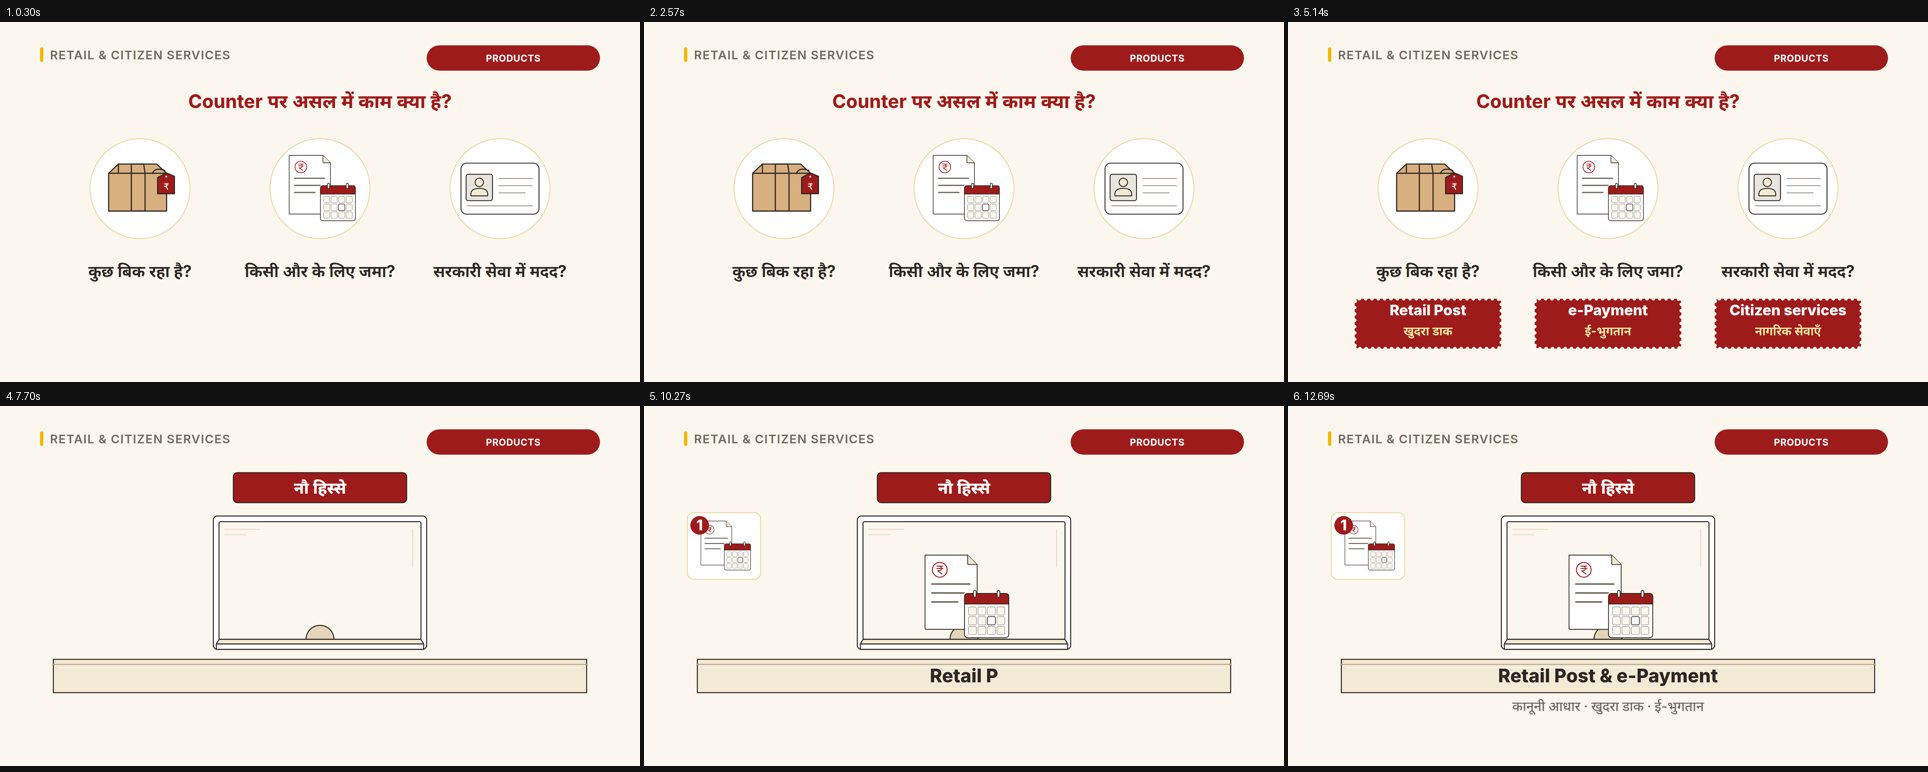 1. 0.30s
RETAIL & CITIZEN SERVICES
PRODUCTS
Counter पर असल में काम क्या है?
₹
₹
कुछ बिक रहा है?
किसी और के लिए जमा?
सरकारी सेवा में मदद?
2. 2.57s
RETAIL & CITIZEN SERVICES
PRODUCTS
Counter पर असल में काम क्या है?
₹
₹
कुछ बिक रहा है?
किसी और के लिए जमा?
सरकारी सेवा में मदद?
3. 5.14s
RETAIL & CITIZEN SERVICES
PRODUCTS
Counter पर असल में काम क्या है?
₹
₹
कुछ बिक रहा है?
किसी और के लिए जमा?
सरकारी सेवा में मदद?
Retail Post
खुदरा डाक
e-Payment
ई-भुगतान
Citizen services
नागरिक सेवाएँ
4. 7.70s
RETAIL & CITIZEN SERVICES
PRODUCTS
नौ हिस्से
5. 10.27s
RETAIL & CITIZEN SERVICES
PRODUCTS
नौ हिस्से
1
₹
₹
Retail P
6. 12.69s
RETAIL & CITIZEN SERVICES
PRODUCTS
नौ हिस्से
1
₹
₹
Retail Post & e-Payment
कानूनी आधार · खुदरा डाक · ई-भुगतान